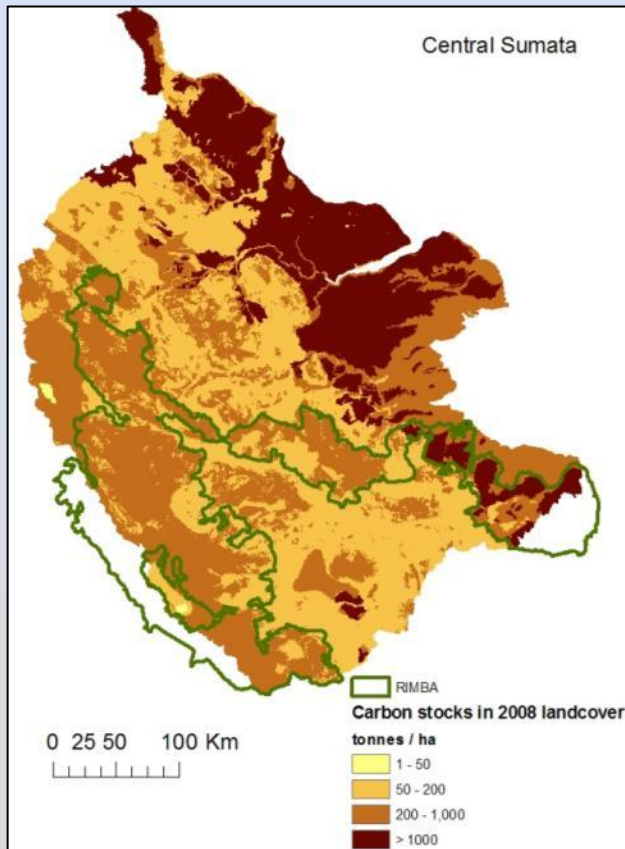 Central Sumata
RIMBA
Carbon stocks in 2008 landcover
tonnes / ha
1 - 50
50 - 200
200 - 1,000
> 1000
0 25 50 100 Km